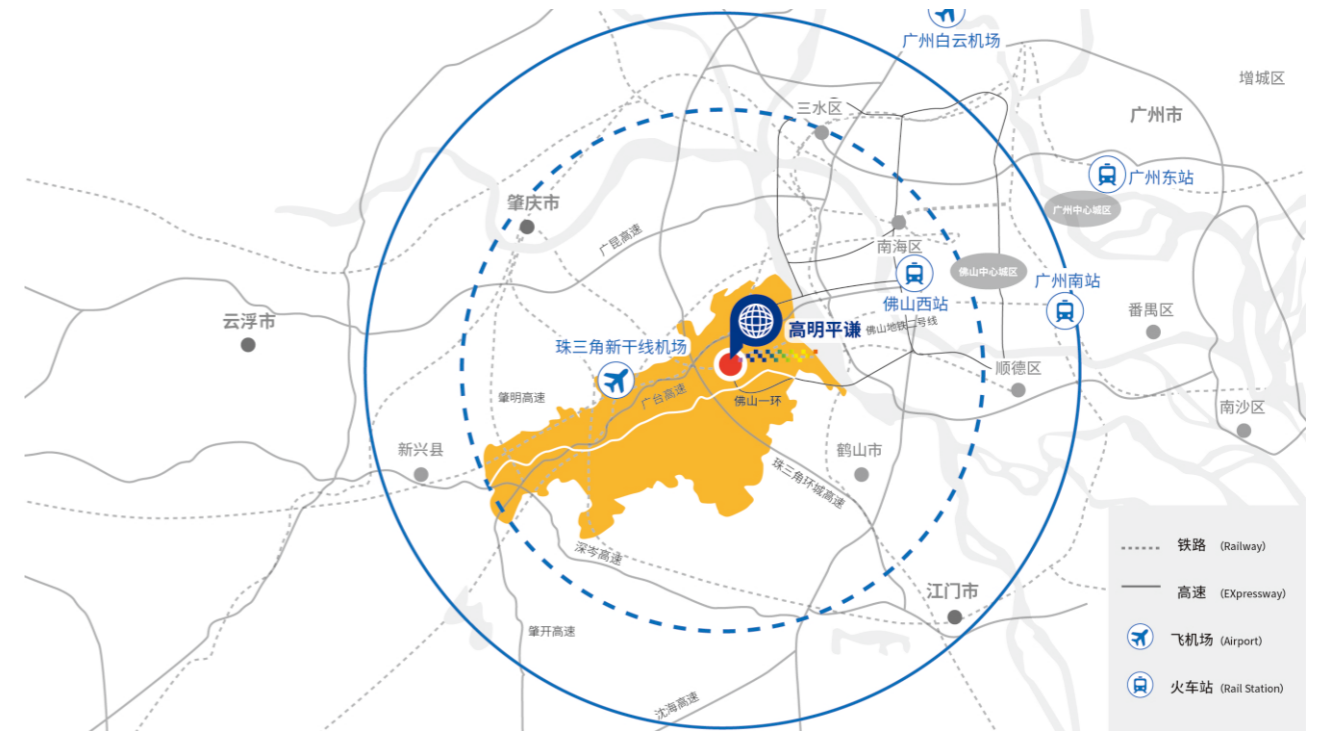 广州白云机场
增城区
三水区
广州市
广州东站
肇庆市
广州中心城区
广昆高速
南海区
佛山中心城区
广州南站
佛山西站
番禺区
云浮市
高明平谦
佛山地铁二号线
珠三角新干线机场
顺德区
肇明高速
广台高速
佛山一环
南沙区
新兴县
鹤山市
珠三角环城高速
深岑高速
江门市
肇开高速
沈海高速
铁路 (Railway)
高速 (EXpressway)
飞机场 (Airport)
火车站 (Rail Station)